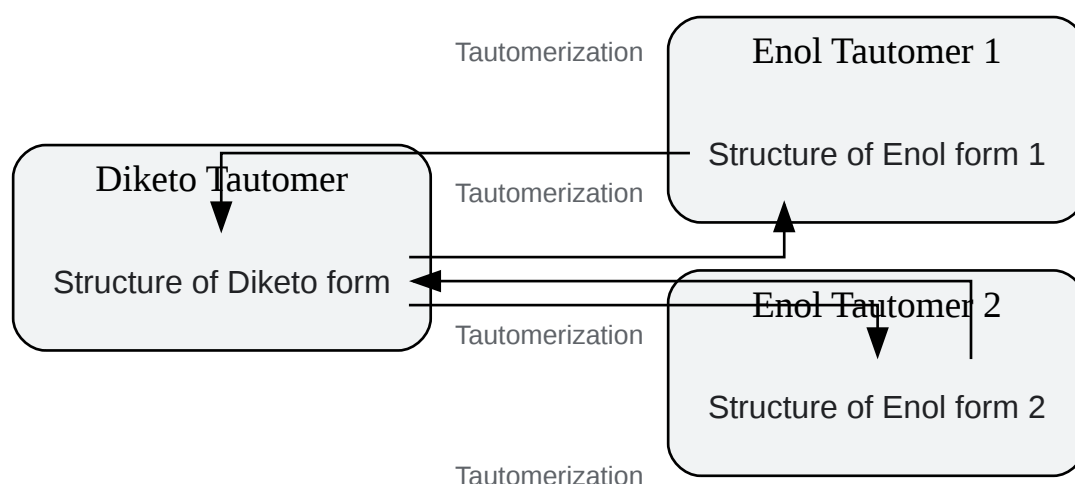 Tautomerization
Enol Tautomer 1
Structure of Enol form 1
Diketo Tautomer
Tautomerization
Structure of Diketo form
Enol Tautomer 2
Tautomerization
Structure of Enol form 2
Tautomerization